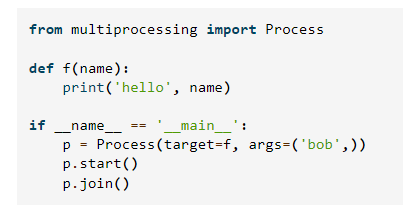 from multiprocessing import Process
def f(name):
    print('hello', name)
if __name__ == '__main__':
    p = Process(target=f, args=('bob',))
    p.start()
    p.join()